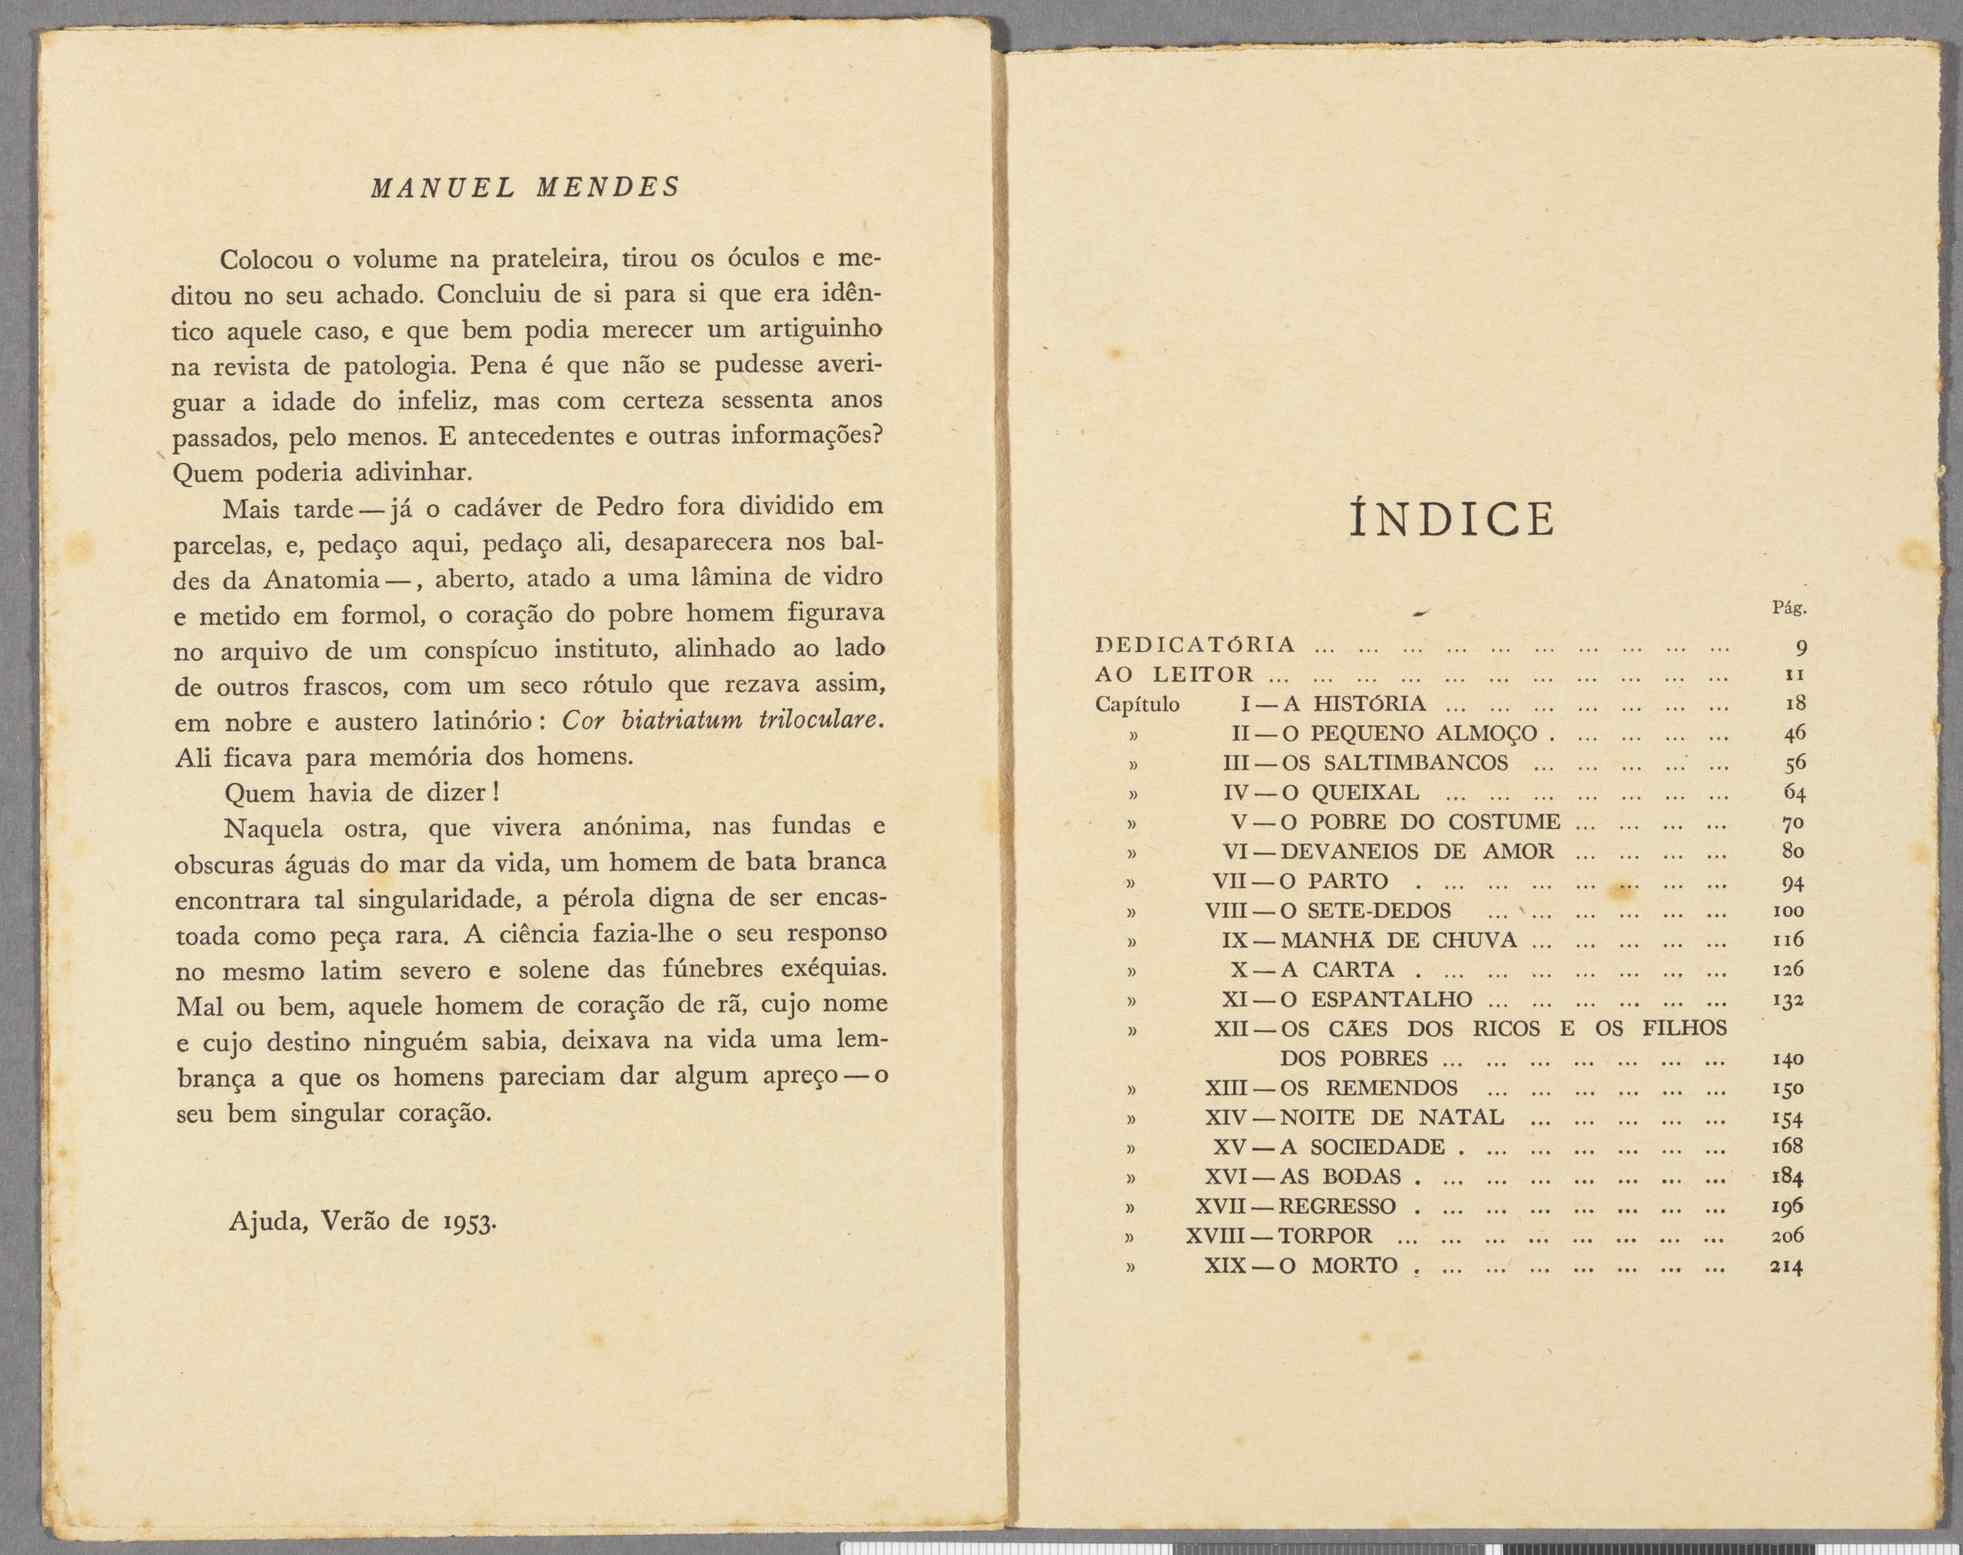 MANUEL MENDES
Colocou o volume na prateleira, tirou os óculos e me-
ditou no seu achado. Concluiu de si para si que era idên-
tico aquele caso, e que bem podia merecer um artiguinho
na revista de patologia. Pena é que não se pudesse averi-
guar a idade do infeliz, mas com certeza sessenta anos
passados, pelo menos. E antecedentes e outras informações?
Quem poderia adivinhar.
Mais tarde — já o cadáver de Pedro fora dividido em
parcelas, e, pedaço aqui, pedaço ali, desaparecera nos bal-
des da Anatomia —, aberto, atado a uma lâmina de vidro
e metido em formol, o coração do pobre homem figurava
no arquivo de um conspícuo instituto, alinhado ao lado
de outros frascos, com um seco rótulo que rezava assim,
em nobre e austero latinório : Cor biatriatum triloculare.
Ali ficava para memória dos homens.
Quem havia de dizer !
Naquela ostra, que vivera anónima, nas fundas e
obscuras águas do mar da vida, um homem de bata branca
encontrara tal singularidade, a pérola digna de ser encas-
toada como peça rara. A ciência fazia-lhe o seu responso
no mesmo latim severo e solene das fúnebres exéquias.
Mal ou bem, aquele homem de coração de rã, cujo nome
e cujo destino ninguém sabia, deixava na vida uma lem-
brança a que os homens pareciam dar algum apreço — o
seu bem singular coração.
Ajuda, Verão de 1953.
ÍNDICE
Pág.
DEDICATÓRIA ... ... ... ... ... ... ... ... ... ... 9
AO LEITOR ... ... ... ... ... ... ... ... ... ... ... 11
Capítulo I — A HISTÓRIA ... ... ... ... ... ... ... 18
» II — O PEQUENO ALMOÇO . ... ... ... ... 46
» III — OS SALTIMBANCOS ... ... ... ... ... 56
» IV — O QUEIXAL ... ... ... ... ... ... ... 64
» V — O POBRE DO COSTUME ... ... ... ... 70
» VI — DEVANEIOS DE AMOR ... ... ... ... 80
» VII — O PARTO . ... ... ... ... ... ... ... 94
» VIII — O SETE-DEDOS ... ... ... ... ... ... 100
» IX — MANHÃ DE CHUVA ... ... ... ... ... 116
» X — A CARTA . ... ... ... ... ... ... ... 126
» XI — O ESPANTALHO ... ... ... ... ... ... 132
» XII — OS CÃES DOS RICOS E OS FILHOS
DOS POBRES ... ... ... ... ... ... ... 140
» XIII — OS REMENDOS ... ... ... ... ... ... 150
» XIV — NOITE DE NATAL ... ... ... ... ... 154
» XV — A SOCIEDADE . ... ... ... ... ... ... 168
» XVI — AS BODAS . ... ... ... ... ... ... ... 184
» XVII — REGRESSO . ... ... ... ... ... ... ... 196
» XVIII — TORPOR ... ... ... ... ... ... ... ... 206
» XIX — O MORTO . ... ... ... ... ... ... ... 214